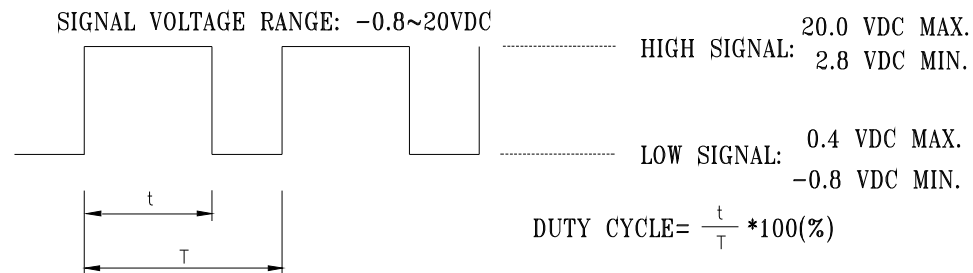 SIGNAL VOLTAGE RANGE: -0.8~20VDC
HIGH SIGNAL: 20.0 VDC MAX.
2.8 VDC MIN.
LOW SIGNAL: 0.4 VDC MAX.
-0.8 VDC MIN.
t
T
DUTY CYCLE= t/T *100(%)